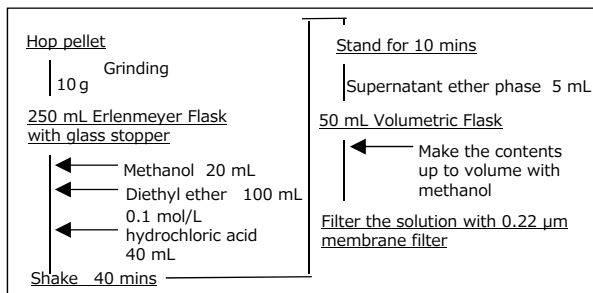 Hop pellet
Grinding
10 g
250 mL Erlenmeyer Flask
with glass stopper
Methanol 20 mL
Diethyl ether 100 mL
0.1 mol/L
hydrochloric acid
40 mL
Shake 40 mins
Stand for 10 mins
Supernatant ether phase 5 mL
50 mL Volumetric Flask
Make the contents
up to volume with
methanol
Filter the solution with 0.22 µm
membrane filter